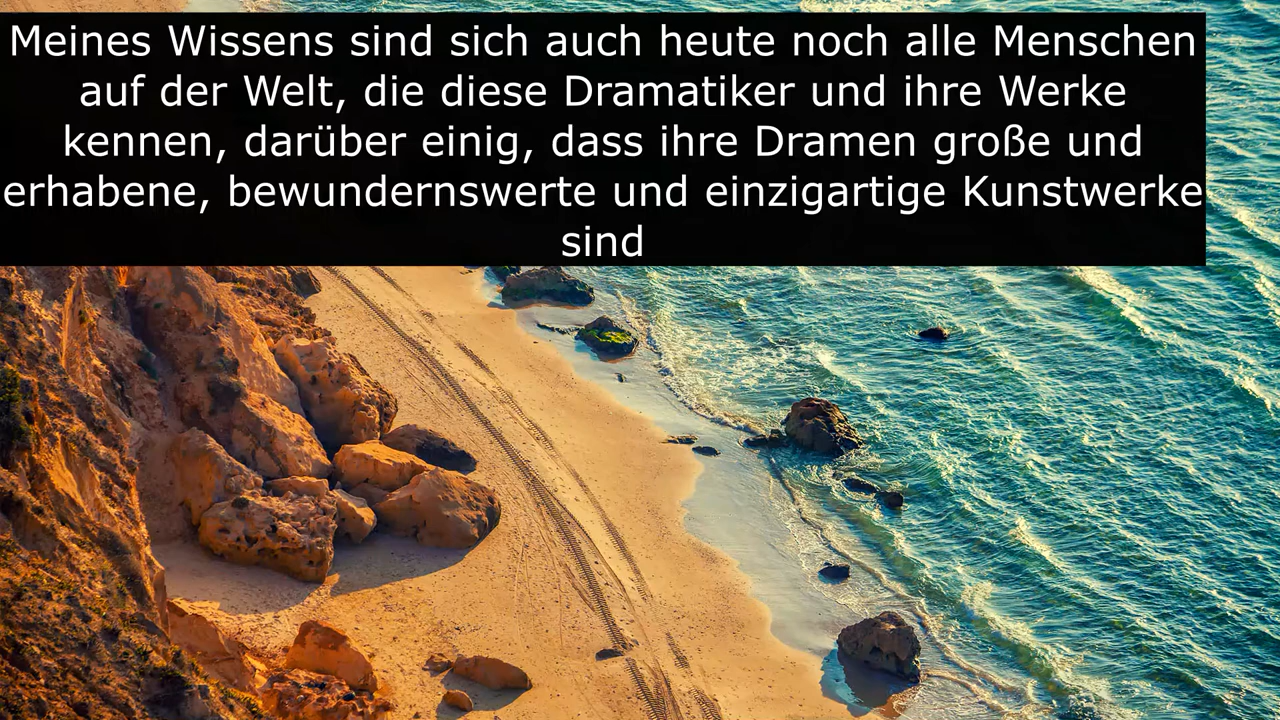 Meines Wissens sind sich auch heute noch alle Menschen
auf der Welt, die diese Dramatiker und ihre Werke
kennen, darüber einig, dass ihre Dramen große und
erhabene, bewundernswerte und einzigartige Kunstwerke
sind